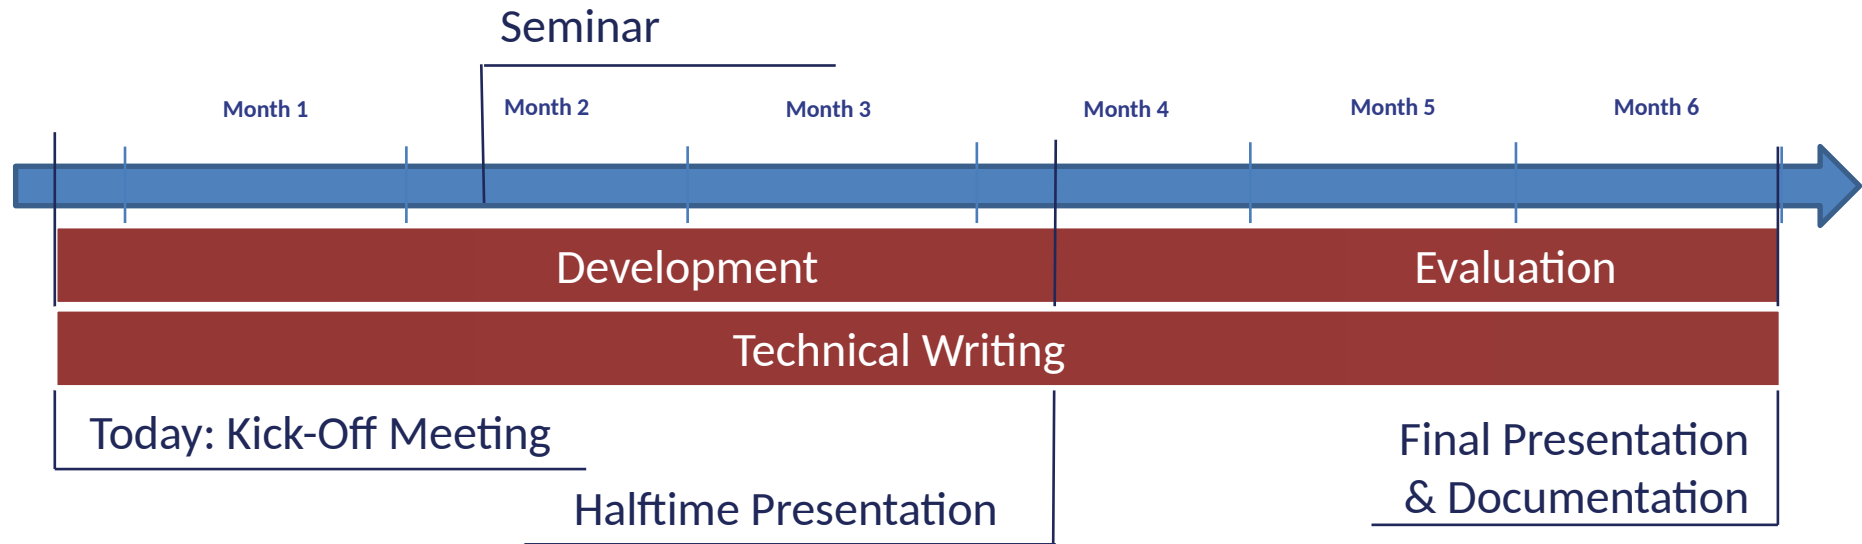 Seminar
Month 1
Month 2
Month 3
Month 4
Month 5
Month 6
Development
Evaluation
Technical Writing
Today: Kick-Off Meeting
Halftime Presentation
Final Presentation
& Documentation